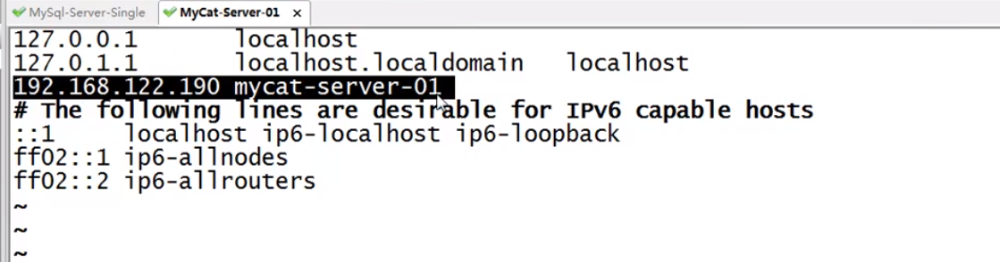 MySql-Server-Single MyCat-Server-01 ×
127.0.0.1 localhost
127.0.1.1 localhost.localdomain localhost
192.168.122.190 mycat-server-01
# The following lines are desirable for IPv6 capable hosts
::1 localhost ip6-localhost ip6-loopback
ff02::1 ip6-allnodes
ff02::2 ip6-allrouters
~
~
~